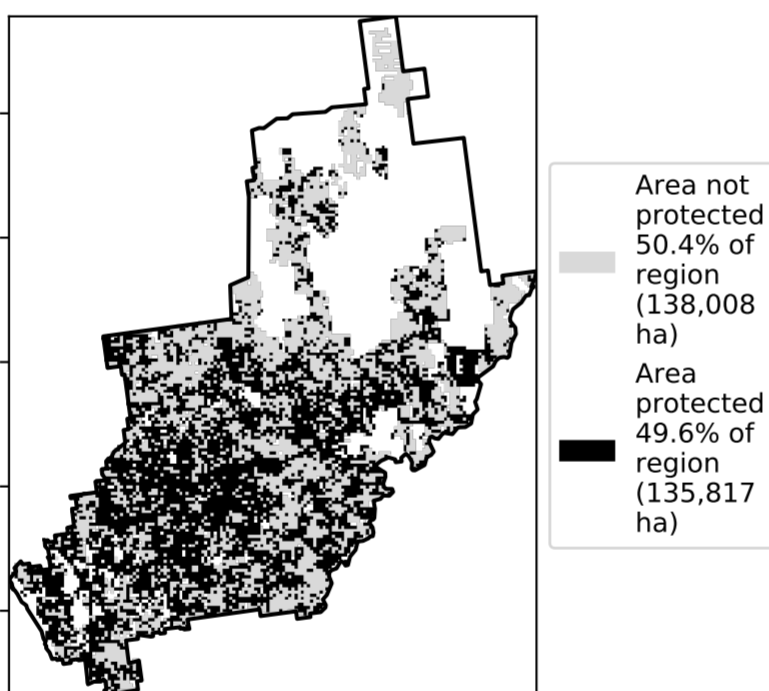 Area not
protected
50.4% of
region
(138,008
ha)
Area
protected
49.6% of
region
(135,817
ha)